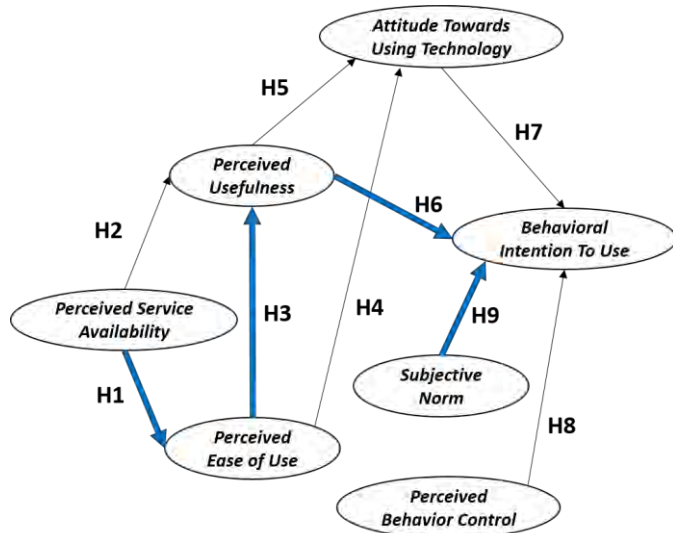 Attitude Towards
Using Technology
H5
H7
Perceived
Usefulness
H6
H2
Behavioral
Intention To Use
Perceived Service
Availability
H3
H4
H9
H1
Subjective
Norm
Perceived
Ease of Use
H8
Perceived
Behavior Control